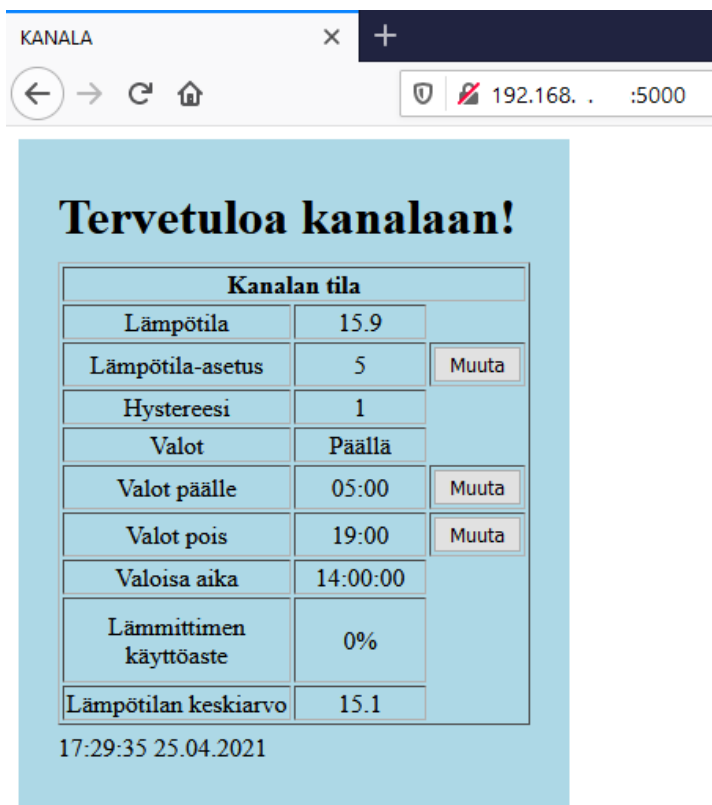 KANALA
192.168. . :5000
Tervetuloa kanalaan!
Kanalan tila
Lämpötila 15.9
Lämpötila-asetus 5 Muuta
Hystereesi 1
Valot Päällä
Valot päälle 05:00 Muuta
Valot pois 19:00 Muuta
Valoisa aika 14:00:00
Lämmittimen
käyttöaste 0%
Lämpötilan keskiarvo 15.1
17:29:35 25.04.2021